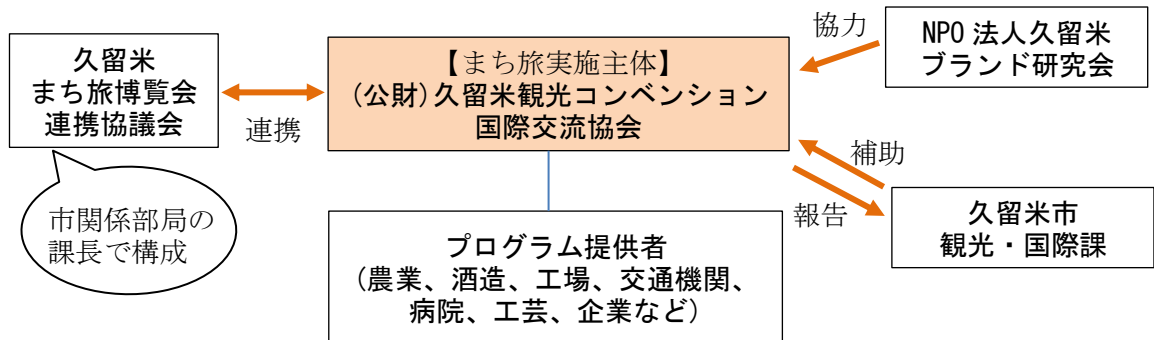 久留米
まち旅博覧会
連携協議会
連携
市関係部局の
課長で構成
【まち旅実施主体】
(公財)久留米観光コンベンション
国際交流協会
プログラム提供者
(農業、酒造、工場、交通機関、
病院、工芸、企業など)
協力
NPO法人久留米
ブランド研究会
補助
報告
久留米市
観光・国際課